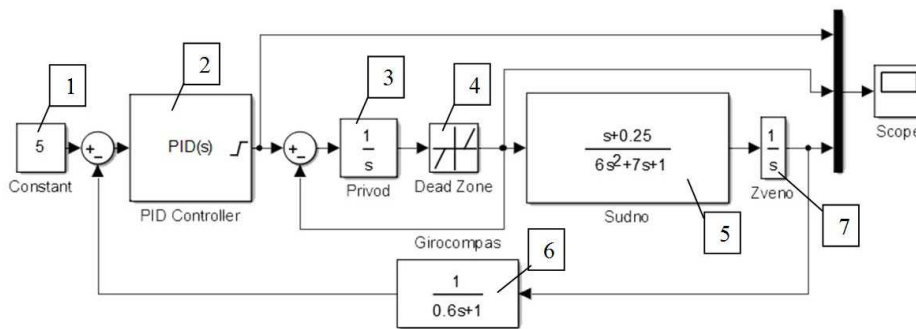 1
2
3
4
5
PID(s)
1
s
s+0.25
6s²+7s+1
1
s
Scope
Constant
PID Controller
Privod
Dead Zone
Sudno
Zveno
5
7
Girocompas
6
1
0.6s+1